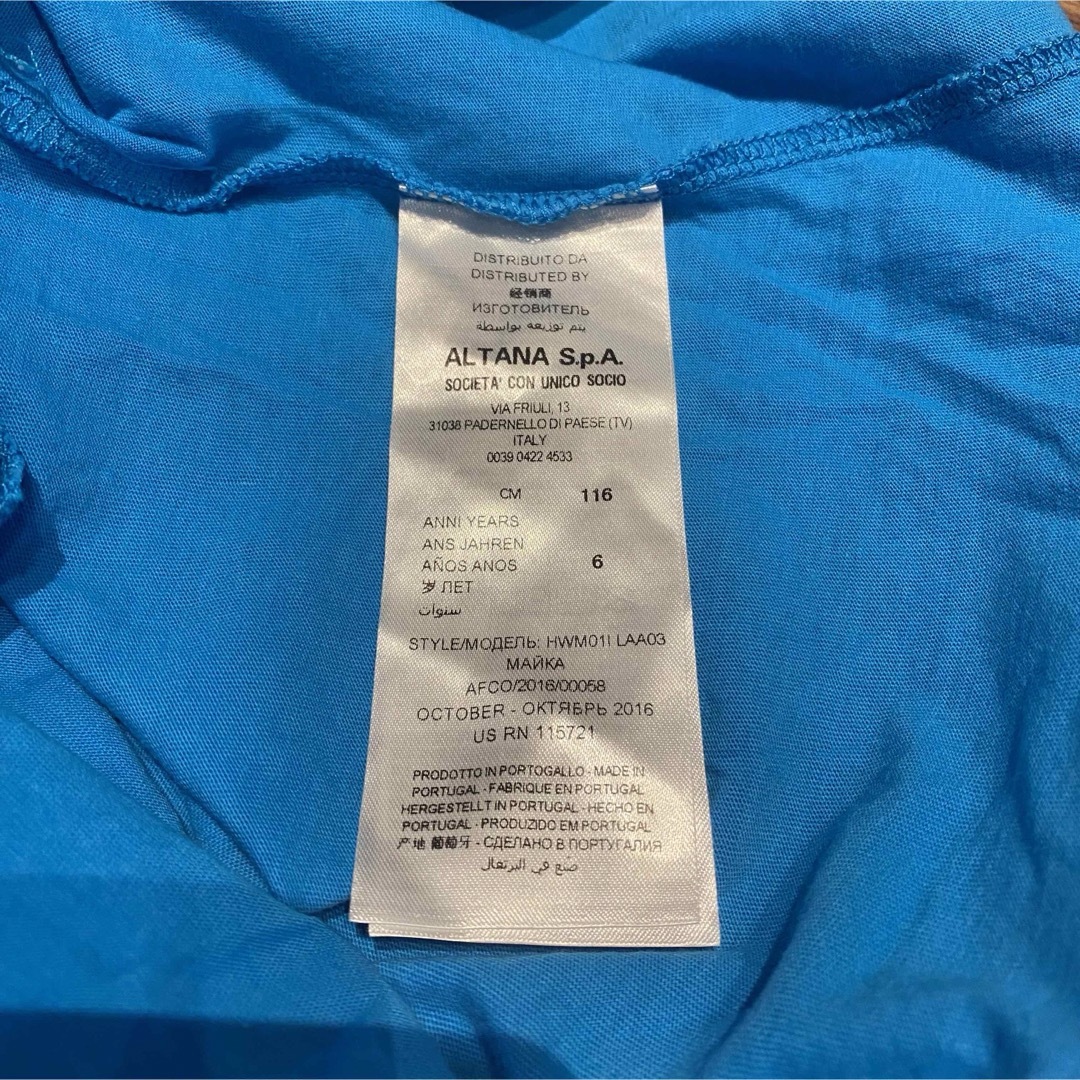 DISTRIBUITO DA
DISTRIBUTED BY
经销商
ИЗГОТОВИТЕЛЬ
يتم توزيعه بواسطة
ALTANA S.p.A.
SOCIETA' CON UNICO SOCIO
VIA FRIULI, 13
31038 PADERNELLO DI PAESE (TV)
ITALY
0039 0422 4533
CM 116
ANNI YEARS
ANS JAHREN
AÑOS ANOS 6
岁 ЛЕТ
سنوات
STYLE/МОДЕЛЬ: HWM01I LAA03
МАЙКА
AFCO/2016/00058
OCTOBER - ОКТЯБРЬ 2016
US RN 115721
PRODOTTO IN PORTOGALLO - MADE IN
PORTUGAL - FABRIQUE EN PORTUGAL
HERGESTELLT IN PORTUGAL - HECHO EN
PORTUGAL - PRODUZIDO EM PORTUGAL
产地 葡萄牙 - СДЕЛАНО В ПОРТУГАЛИЯ
صنع في البرتغال